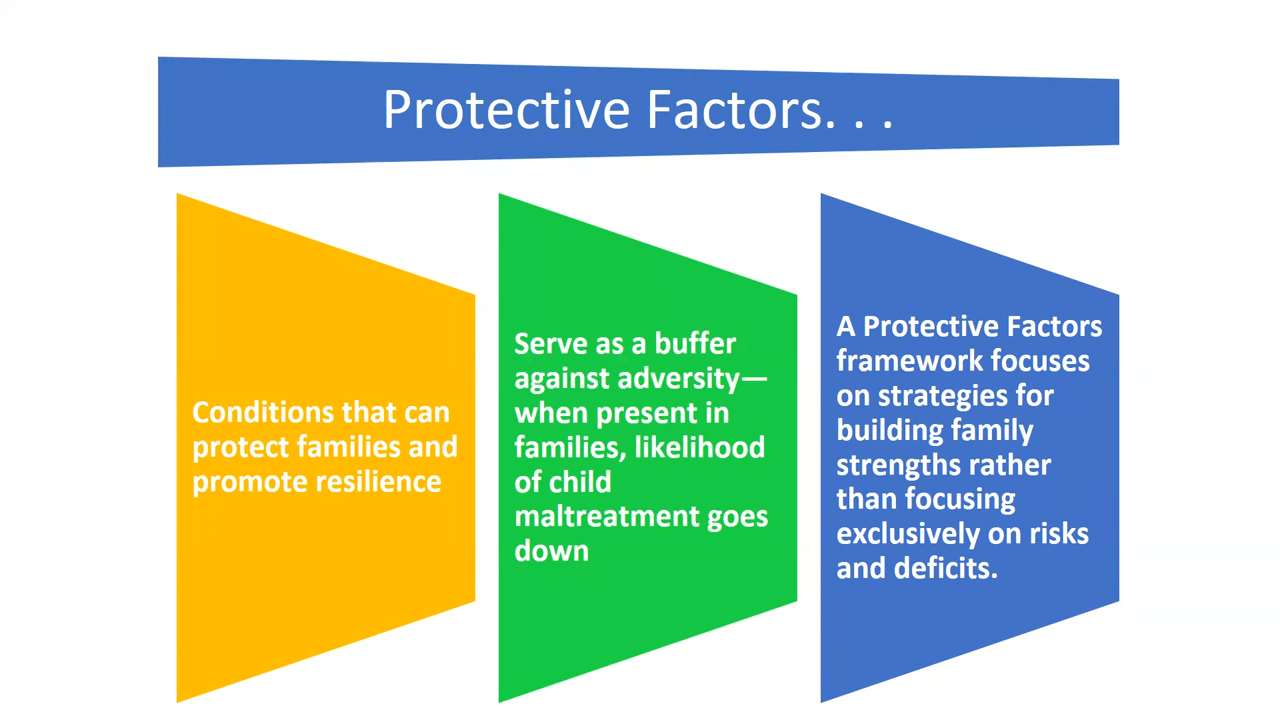 Protective Factors. . .
Conditions that can
protect families and
promote resilience
Serve as a buffer
against adversity—
when present in
families, likelihood
of child
maltreatment goes
down
A Protective Factors
framework focuses
on strategies for
building family
strengths rather
than focusing
exclusively on risks
and deficits.